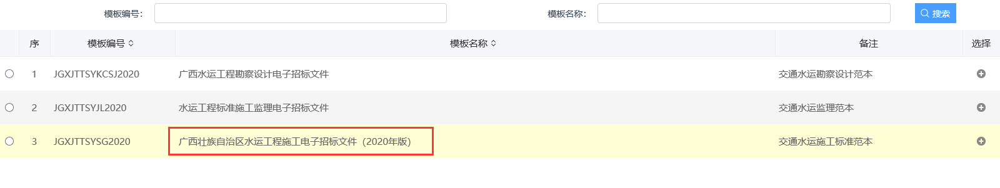 模板编号： 模板名称： 搜索
序 模板编号 模板名称 备注 选择
1 JGXJTTSYKCSJ2020 广西水运工程勘察设计电子招标文件 交通水运勘察设计范本
2 JGXJTTSYJL2020 水运工程标准施工监理电子招标文件 交通水运监理范本
3 JGXJTTSYSG2020 广西壮族自治区水运工程施工电子招标文件（2020年版） 交通水运施工标准范本